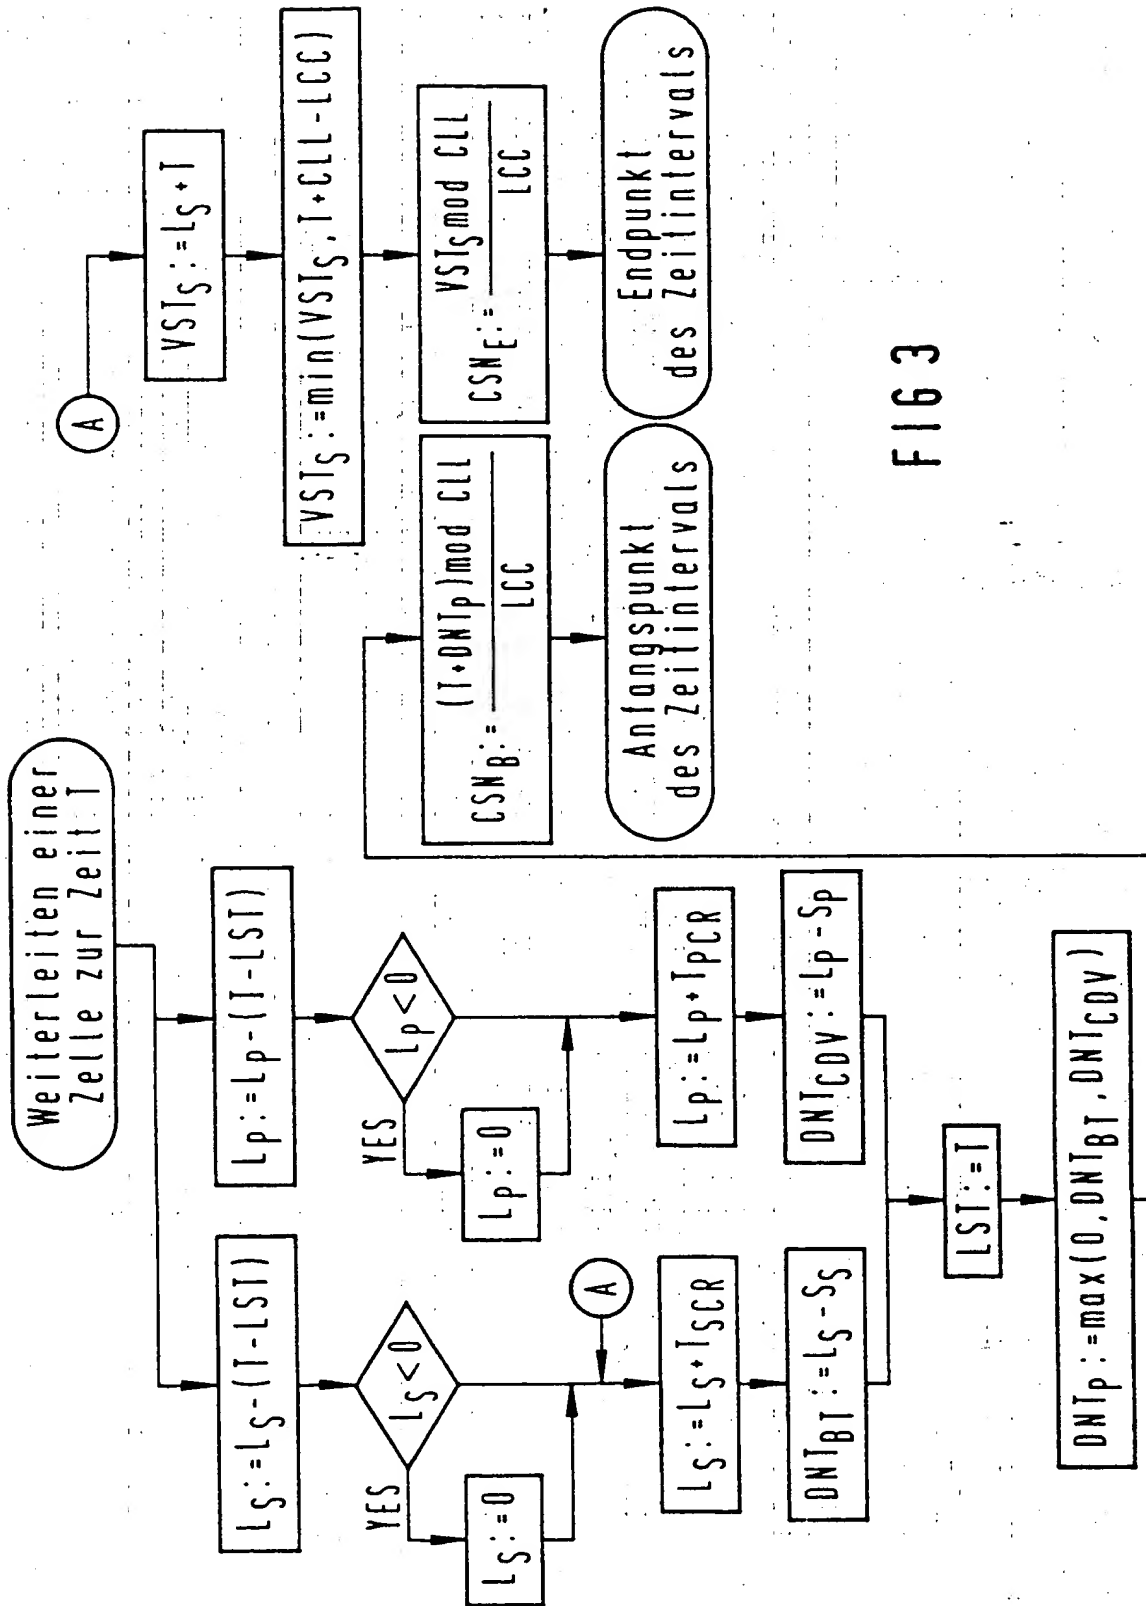 Weiterleiten einer
Zelle zur Zeit T
L_S:=L_S-(T-LST)
L_P:=L_P-(T-LST)
L_S<0
YES
L_S:=0
L_P<0
YES
L_P:=0
A
L_S:=L_S+T_SCR
L_P:=L_P+T_PCR
DNT_BT:=L_S-S_S
DNT_CDV:=L_P-S_P
LST:=T
DNT_P:=max(0,DNT_BT,DNT_CDV)
A
VST_S:=L_S+T
VST_S:=min(VST_S,T+CLL-LCC)
CSN_B:= (T+DNT_P)mod CLL
LCC
CSN_E:= VST_S mod CLL
LCC
Anfangspunkt
des Zeitintervals
Endpunkt
des Zeitintervals
FIG 3